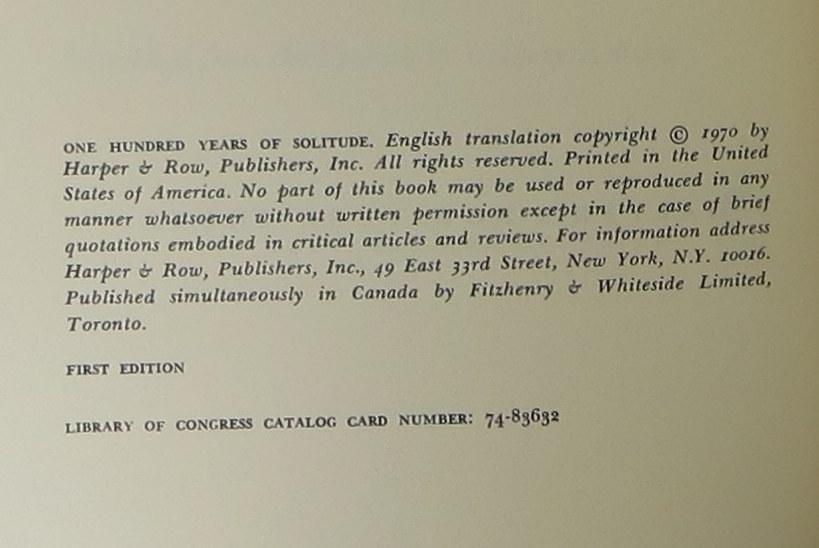 ONE HUNDRED YEARS OF SOLITUDE. English translation copyright © 1970 by
Harper & Row, Publishers, Inc. All rights reserved. Printed in the United
States of America. No part of this book may be used or reproduced in any
manner whatsoever without written permission except in the case of brief
quotations embodied in critical articles and reviews. For information address
Harper & Row, Publishers, Inc., 49 East 33rd Street, New York, N.Y. 10016.
Published simultaneously in Canada by Fitzhenry & Whiteside Limited,
Toronto.
FIRST EDITION
LIBRARY OF CONGRESS CATALOG CARD NUMBER: 74-83632